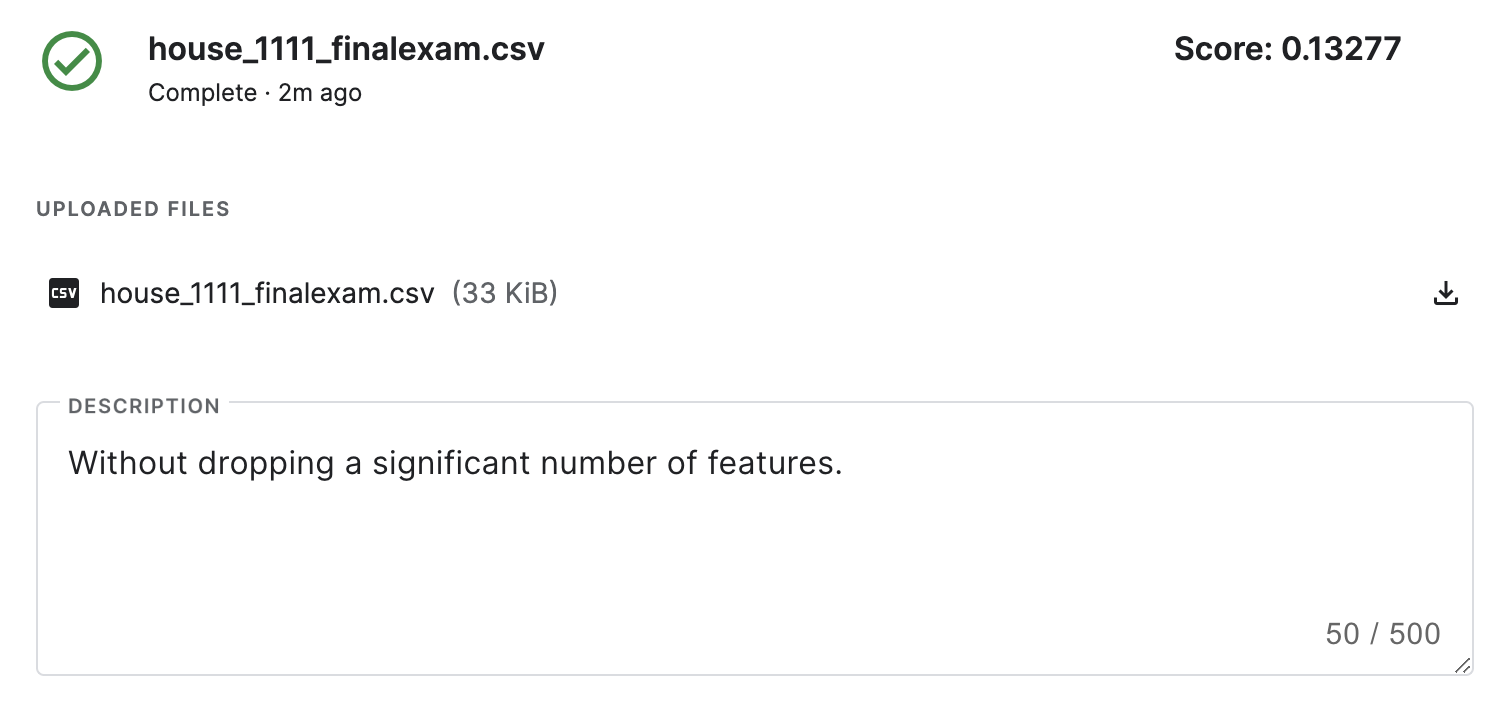 house_1111_finalexam.csv
Score: 0.13277
Complete · 2m ago
UPLOADED FILES
CSV
house_1111_finalexam.csv (33 KiB)
DESCRIPTION
Without dropping a significant number of features.
50 / 500